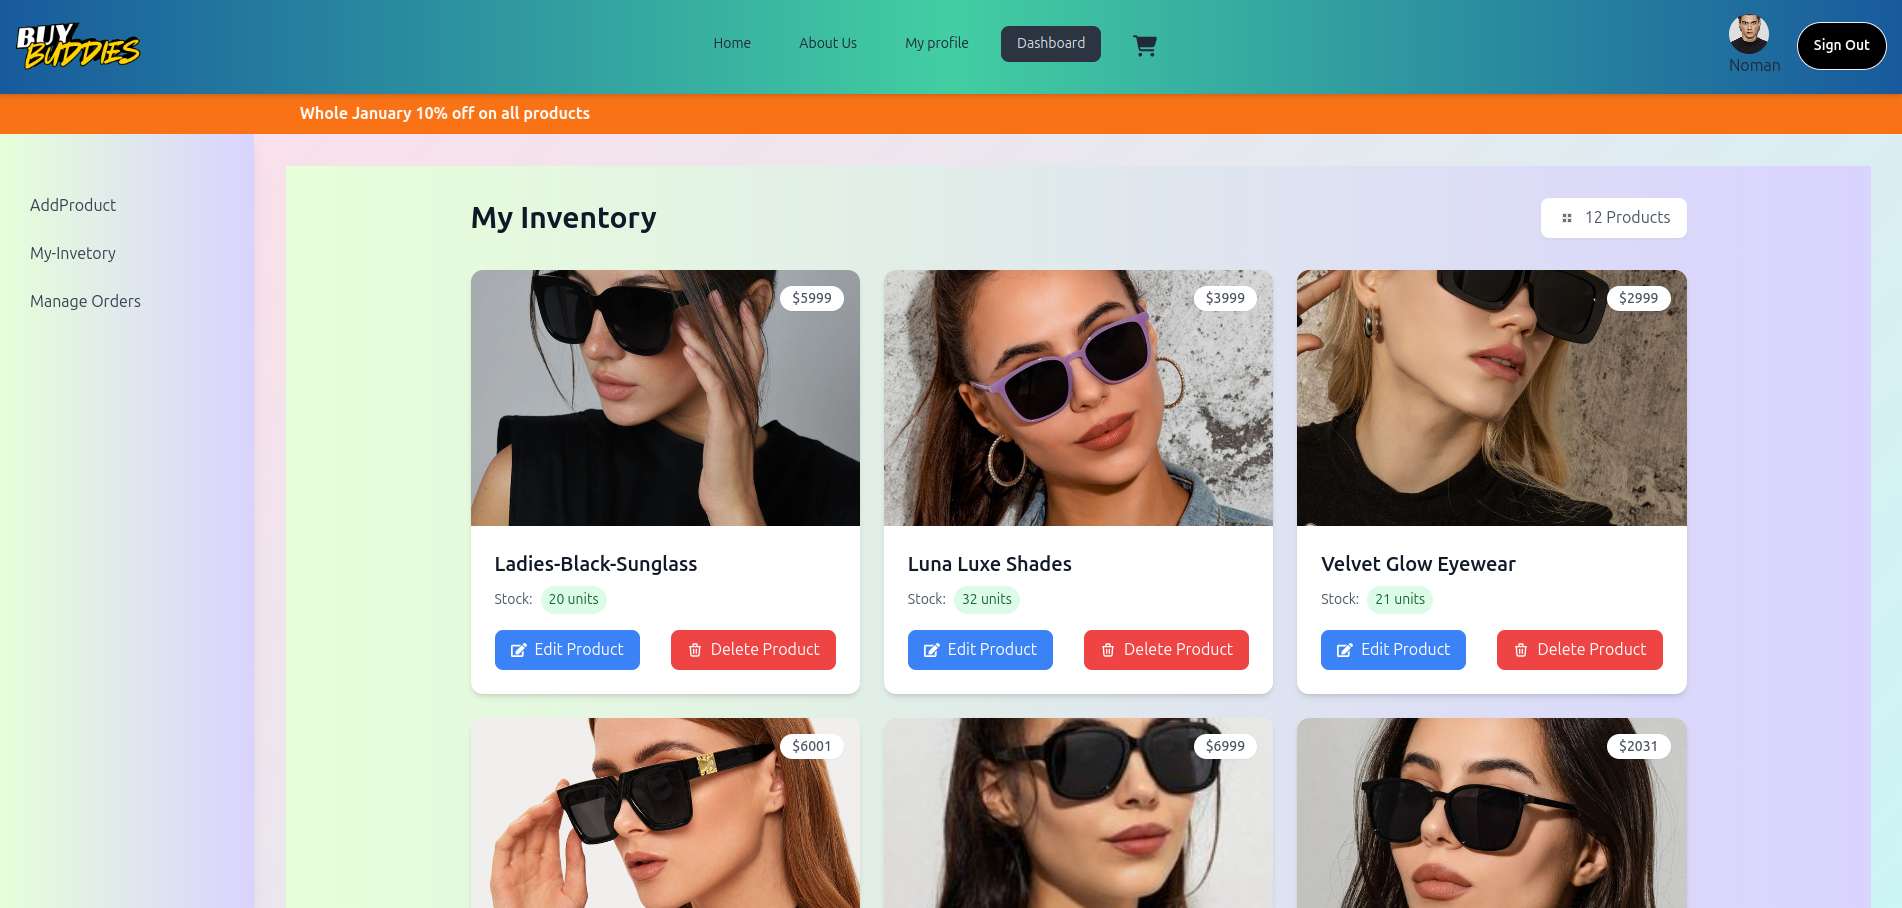 BUY
BUDDIES
Home
About Us
My profile
Dashboard
Noman
Sign Out
Whole January 10% off on all products
AddProduct
My-Invetory
Manage Orders
My Inventory
12 Products
$5999
$3999
$2999
Ladies-Black-Sunglass
Luna Luxe Shades
Velvet Glow Eyewear
Stock: 20 units
Stock: 32 units
Stock: 21 units
Edit Product
Delete Product
Edit Product
Delete Product
Edit Product
Delete Product
$6001
$6999
$2031